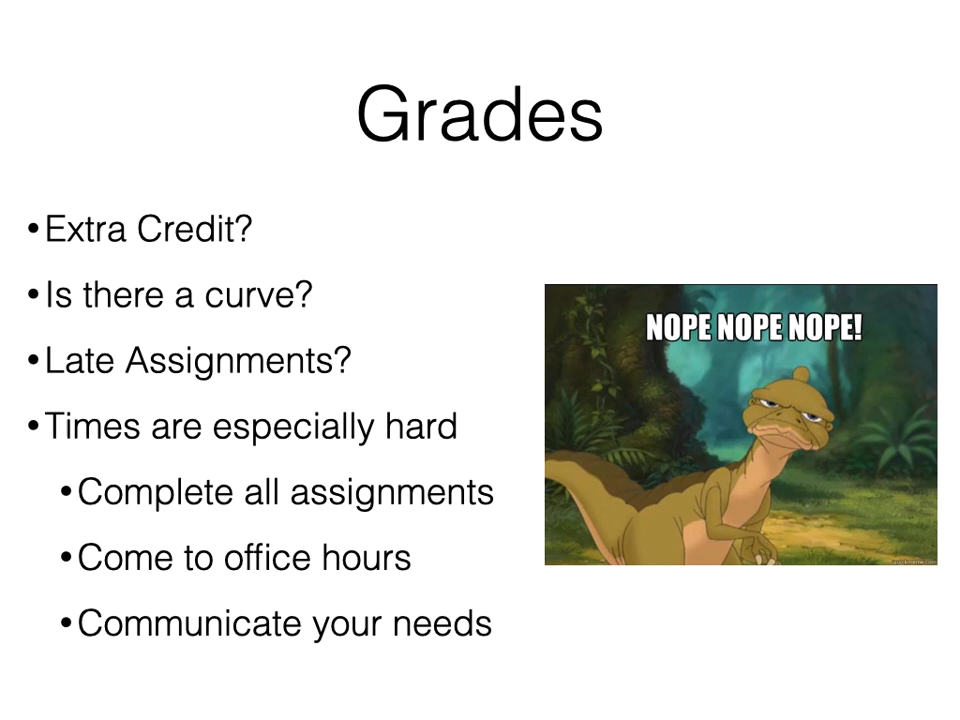 Grades
•Extra Credit?
•Is there a curve?
•Late Assignments?
•Times are especially hard
•Complete all assignments
•Come to office hours
•Communicate your needs
NOPE NOPE NOPE!